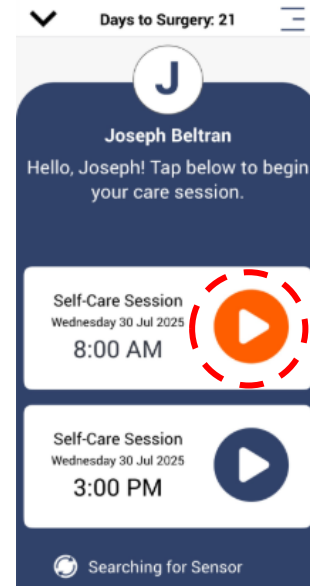 Days to Surgery: 21
J
Joseph Beltran
Hello, Joseph! Tap below to begin
your care session.
Self-Care Session
Wednesday 30 Jul 2025
8:00 AM
Self-Care Session
Wednesday 30 Jul 2025
3:00 PM
Searching for Sensor